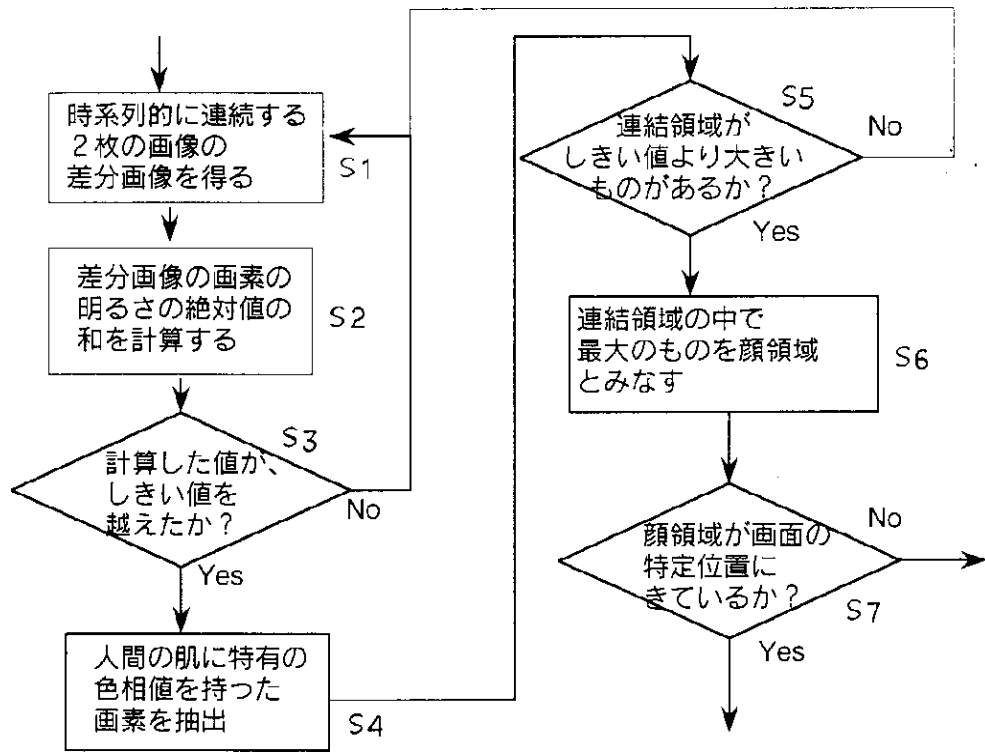 時系列的に連続する
２枚の画像の
差分画像を得る
S1
差分画像の画素の
明るさの絶対値の
和を計算する
S2
S3
計算した値が、
しきい値を
越えたか？
No
Yes
人間の肌に特有の
色相値を持った
画素を抽出
S4
S5
連結領域が
しきい値より大きい
ものがあるか？
No
Yes
連結領域の中で
最大のものを顔領域
とみなす
S6
顔領域が画面の
特定位置に
きているか？
No
S7
Yes